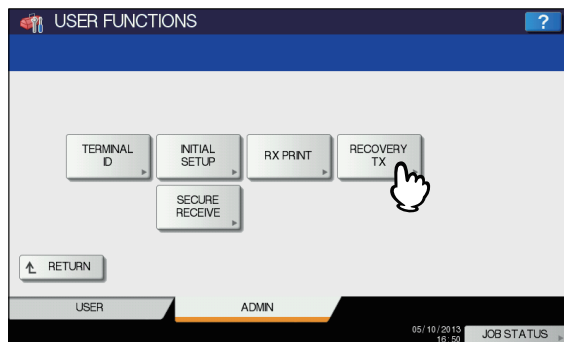 USER FUNCTIONS
?
TERMINAL
ID
INITIAL
SETUP
RX PRINT
RECOVERY
TX
SECURE
RECEIVE
RETURN
USER
ADMIN
05/10/2013
16:50
JOB STATUS